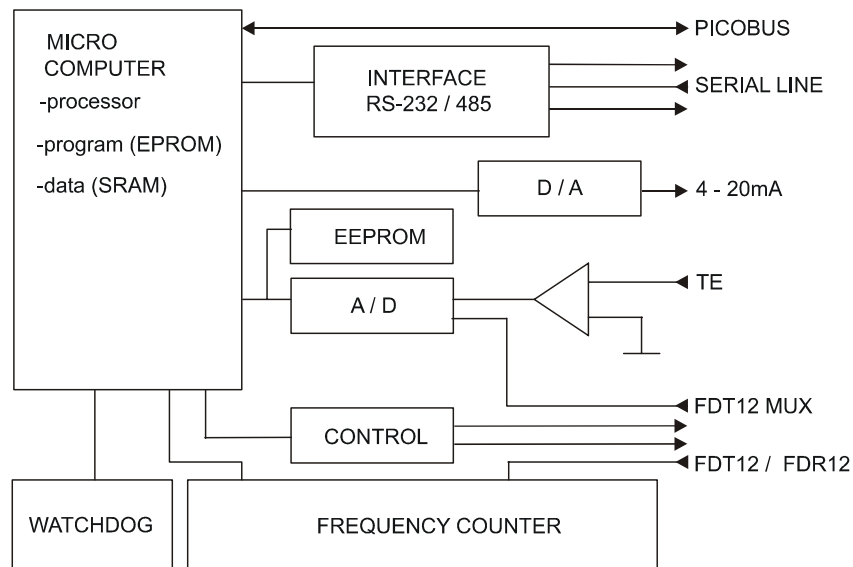 MICRO
COMPUTER
-processor
-program (EPROM)
-data (SRAM)
PICOBUS
INTERFACE
RS-232 / 485
SERIAL LINE
D / A
4 - 20mA
EEPROM
A / D
TE
FDT12 MUX
CONTROL
FDT12 / FDR12
WATCHDOG
FREQUENCY COUNTER